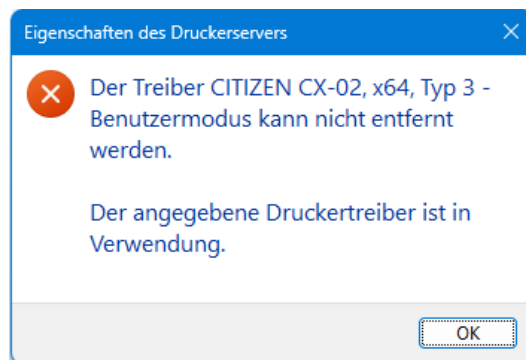 Eigenschaften des Druckerservers
Der Treiber CITIZEN CX-02, x64, Typ 3 -
Benutzermodus kann nicht entfernt
werden.
Der angegebene Druckertreiber ist in
Verwendung.
OK